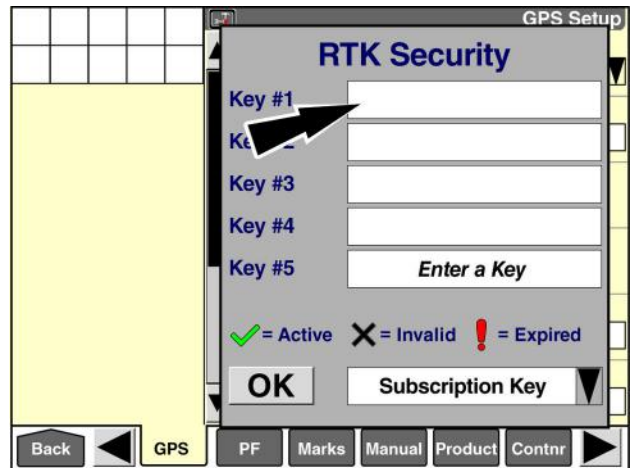 GPS Setup
RTK Security
Key #1
Key #3
Key #4
Key #5 Enter a Key
= Active = Invalid = Expired
OK Subscription Key
Back GPS PF Marks Manual Product Contnr